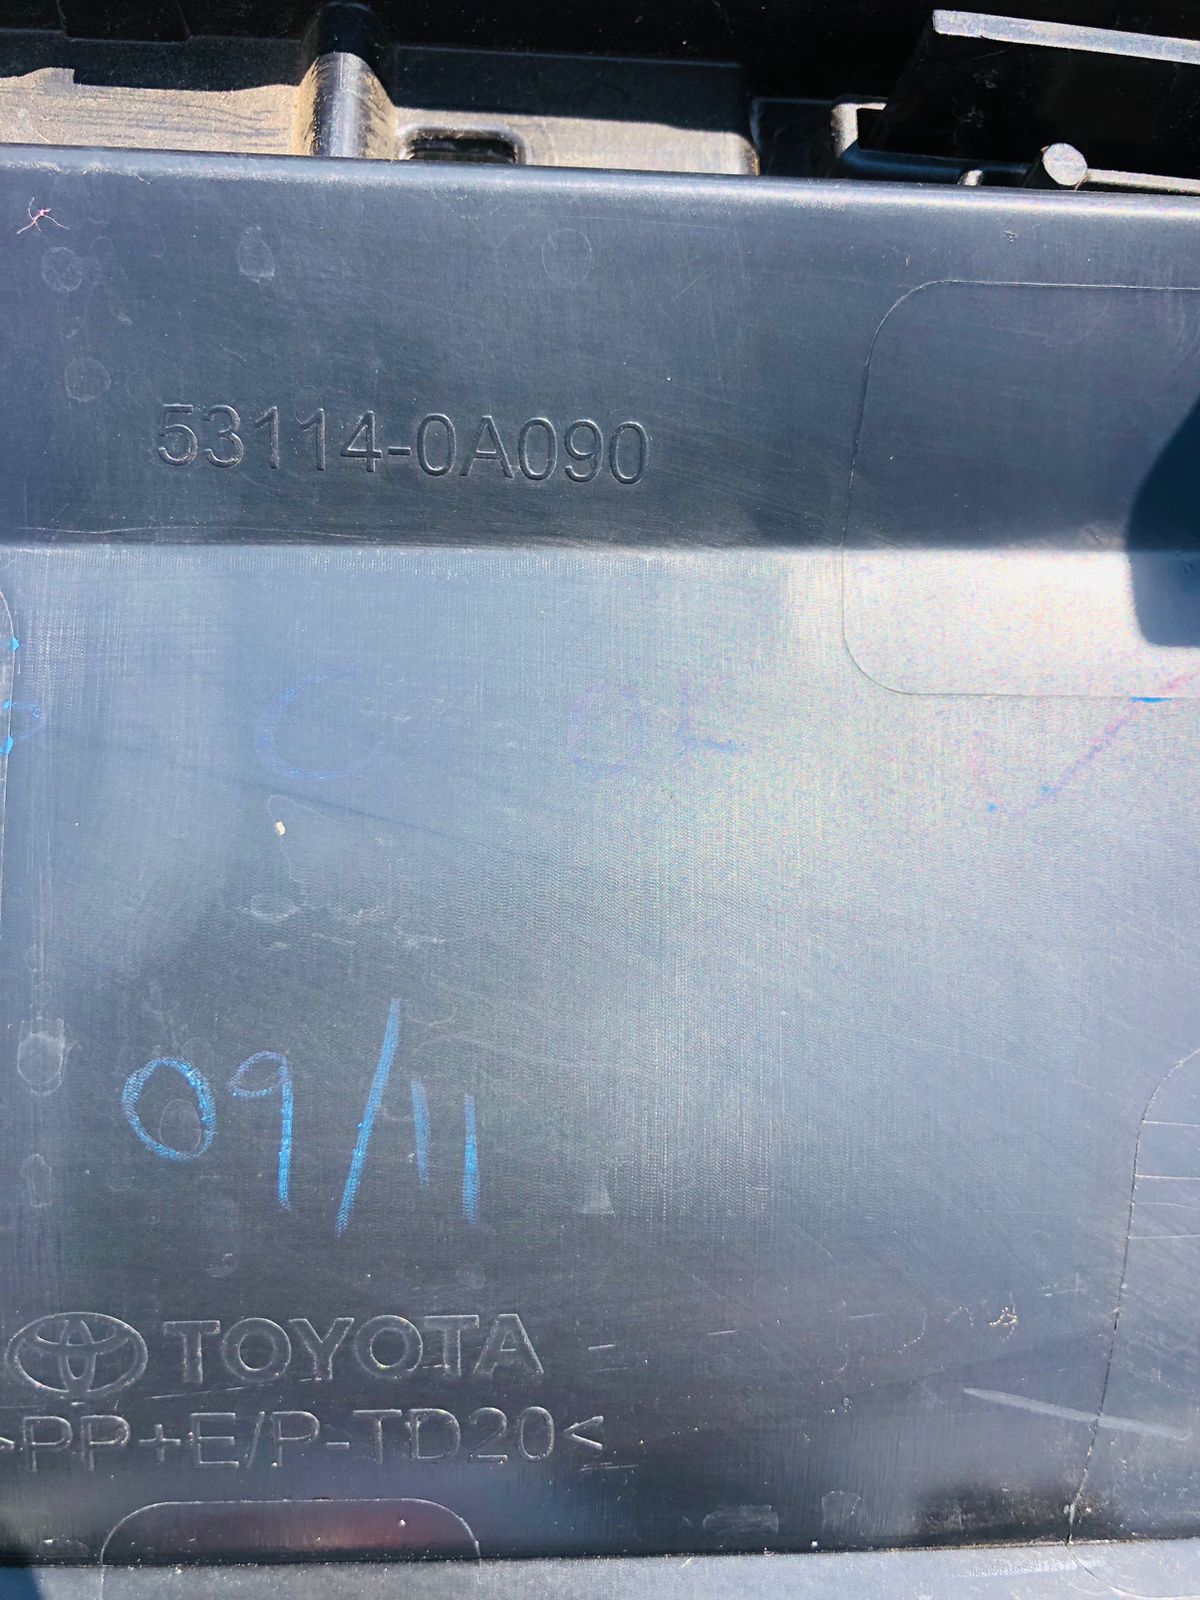 53114-0A090
09/11
TOYOTA
>PP+E/P-TD20<